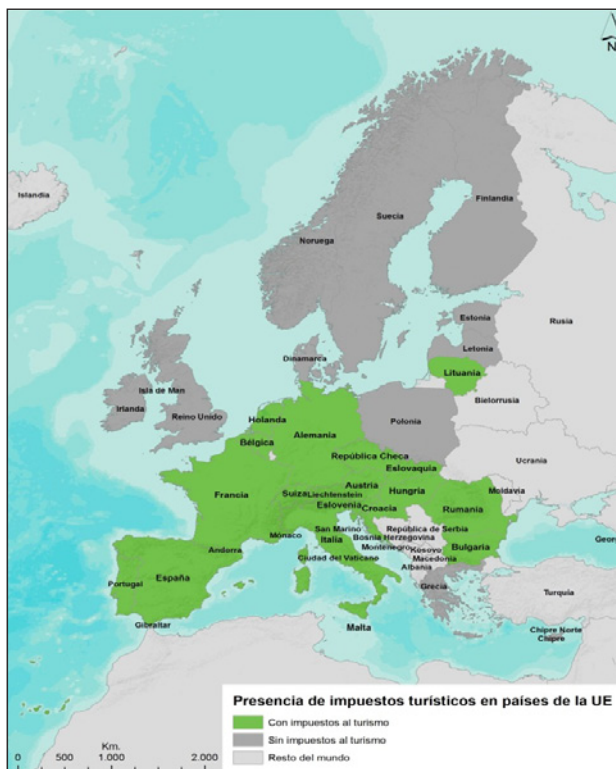 N
Islandia
Finlandia
Suecia
Noruega
Estonia
Rusia
Letonia
Dinamarca
Lituania
Isla de Man
Irlanda
Reino Unido
Bielorrusia
Holanda
Polonia
Alemania
Bélgica
República Checa
Ucrania
Eslovaquia
Austria
Francia
Suiza
Liechtenstein
Hungría
Moldavia
Eslovenia
Croacia
Rumania
San Marino
República de Serbia
Mónaco
Italia
Bosnia Herzegovina
Montenegro
Kosovo
Bulgaria
Georg
Andorra
Ciudad del Vaticano
Macedonia
Albania
España
Portugal
Grecia
Turquía
Gibraltar
Malta
Chipre Norte
Chipre
Presencia de impuestos turísticos en países de la UE
Con impuestos al turismo
Sin impuestos al turismo
Resto del mundo
Km.
0 500 1.000 2.000